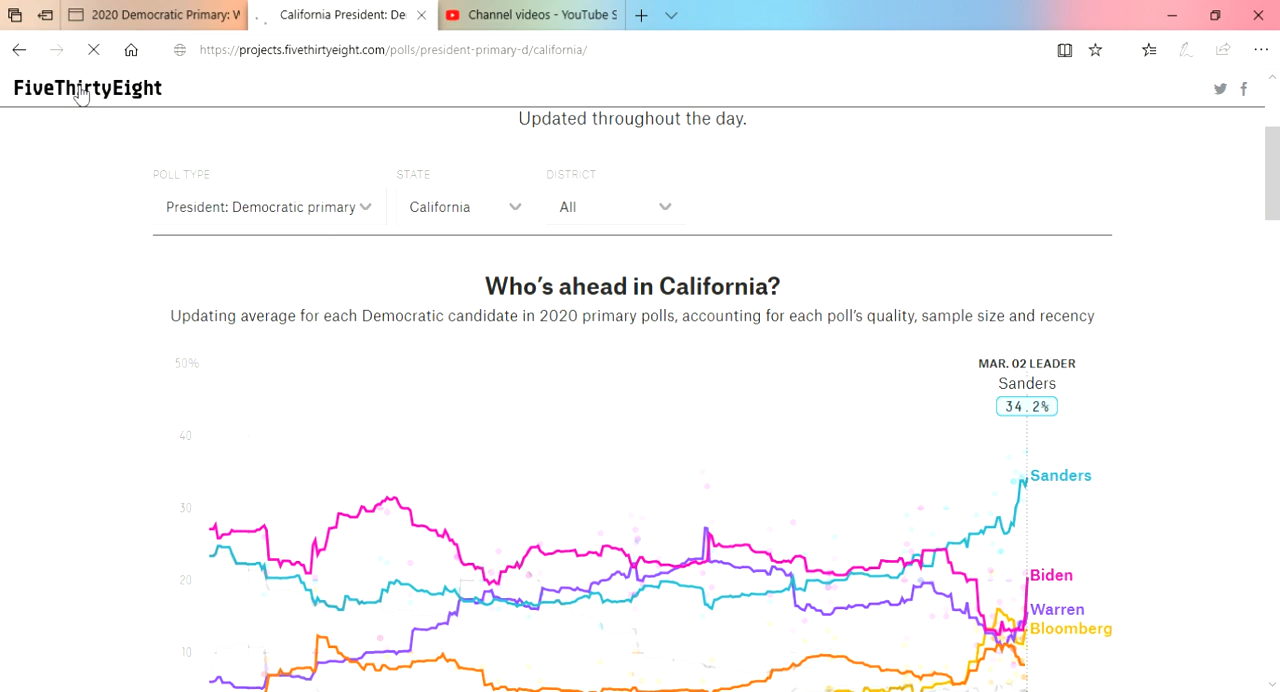 2020 Democratic Primary: W
California President: De
Channel videos - YouTube S
https://projects.fivethirtyeight.com/polls/president-primary-d/california/
FiveThirtyEight
Updated throughout the day.
POLL TYPE STATE DISTRICT
President: Democratic primary California All
Who's ahead in California?
Updating average for each Democratic candidate in 2020 primary polls, accounting for each poll's quality, sample size and recency
50% MAR. 02 LEADER
Sanders
34.2%
40
Sanders
30
Biden
20
Warren
Bloomberg
10